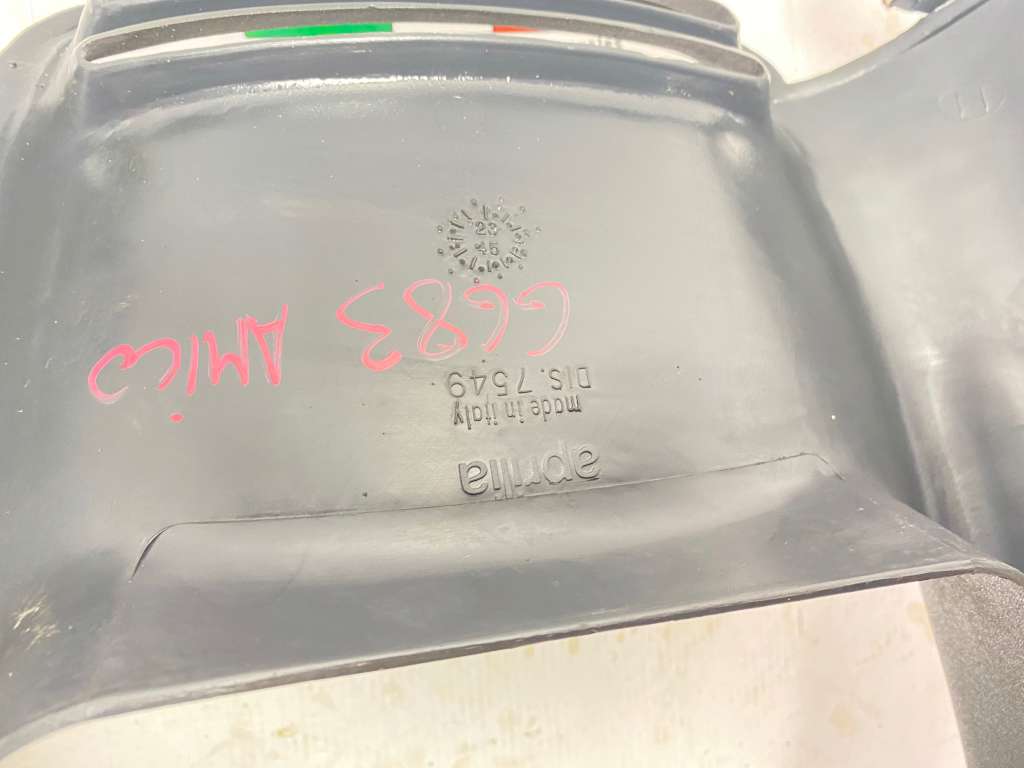 aprilia
made in italy
DIS. 7549
GG83 AMICO